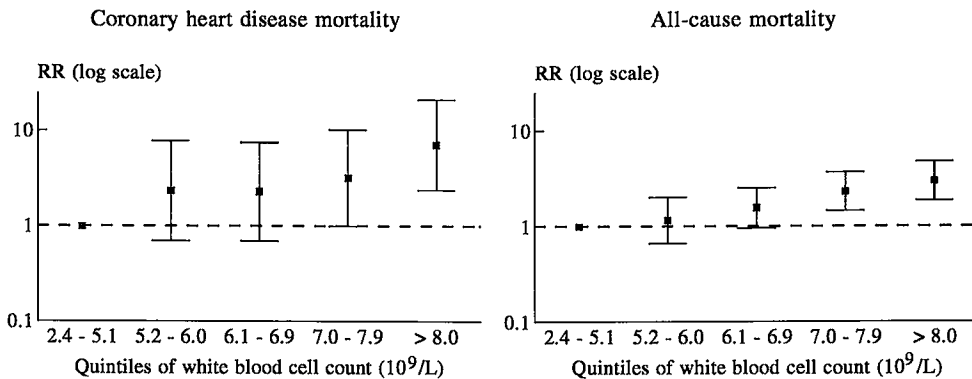 Coronary heart disease mortality
RR (log scale)
10
1
0.1
2.4 - 5.1 5.2 - 6.0 6.1 - 6.9 7.0 - 7.9 > 8.0
Quintiles of white blood cell count (10⁹/L)
All-cause mortality
RR (log scale)
10
1
0.1
2.4 - 5.1 5.2 - 6.0 6.1 - 6.9 7.0 - 7.9 > 8.0
Quintiles of white blood cell count (10⁹/L)